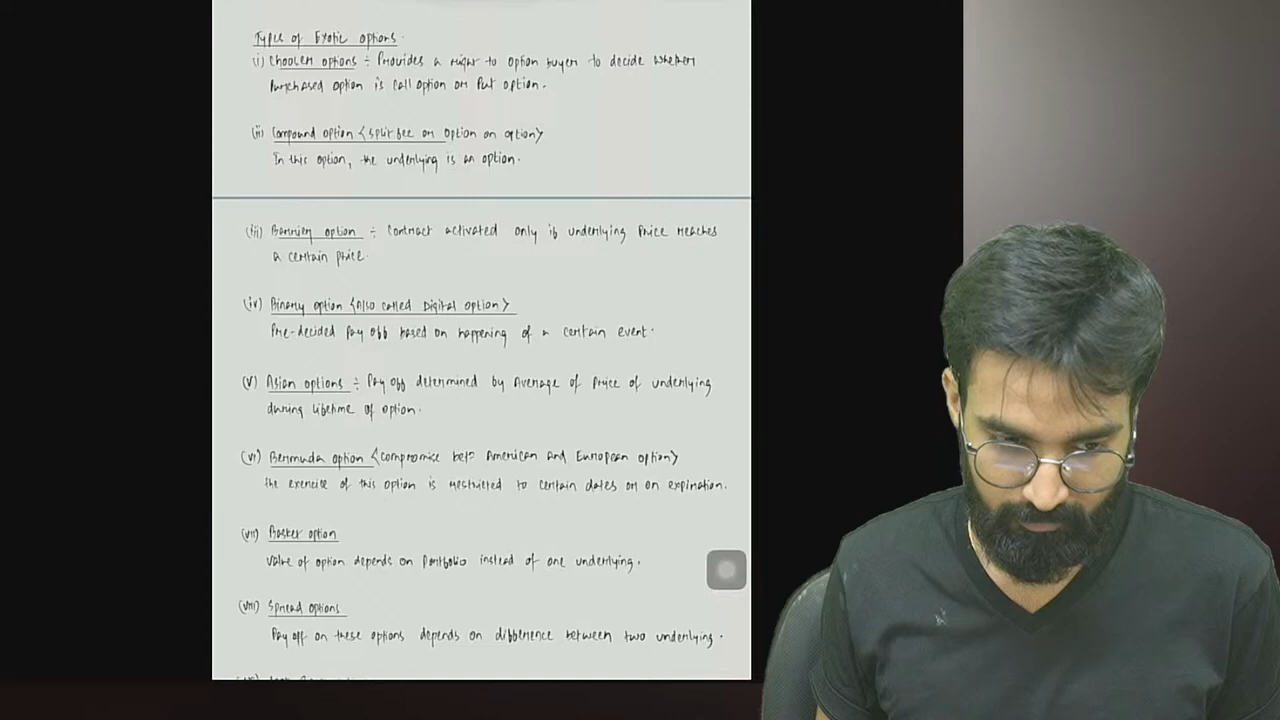 Types of Exotic options.
(i) Chooser options ÷ Provides a right to option buyer to decide whether
Purchased option is call option or Put option.
(ii) Compound option <Split fee or option on option>
In this option, the underlying is an option.
(iii) Barrier option ÷ Contract activated only if underlying Price reaches
a certain price.
(iv) Binary option <Also called Digital option>
Pre-decided Pay off based on happening of a certain event.
(v) Asian options ÷ Pay off determined by Average of Price of underlying
during lifetime of option.
(vi) Bermuda option <compromise betn American and European option>
the exercise of this option is restricted to certain dates or on expiration.
(vii) Basket option
Value of option depends on Portfolio instead of one underlying.
(viii) Spread options
Pay off on these options depends on difference between two underlying.